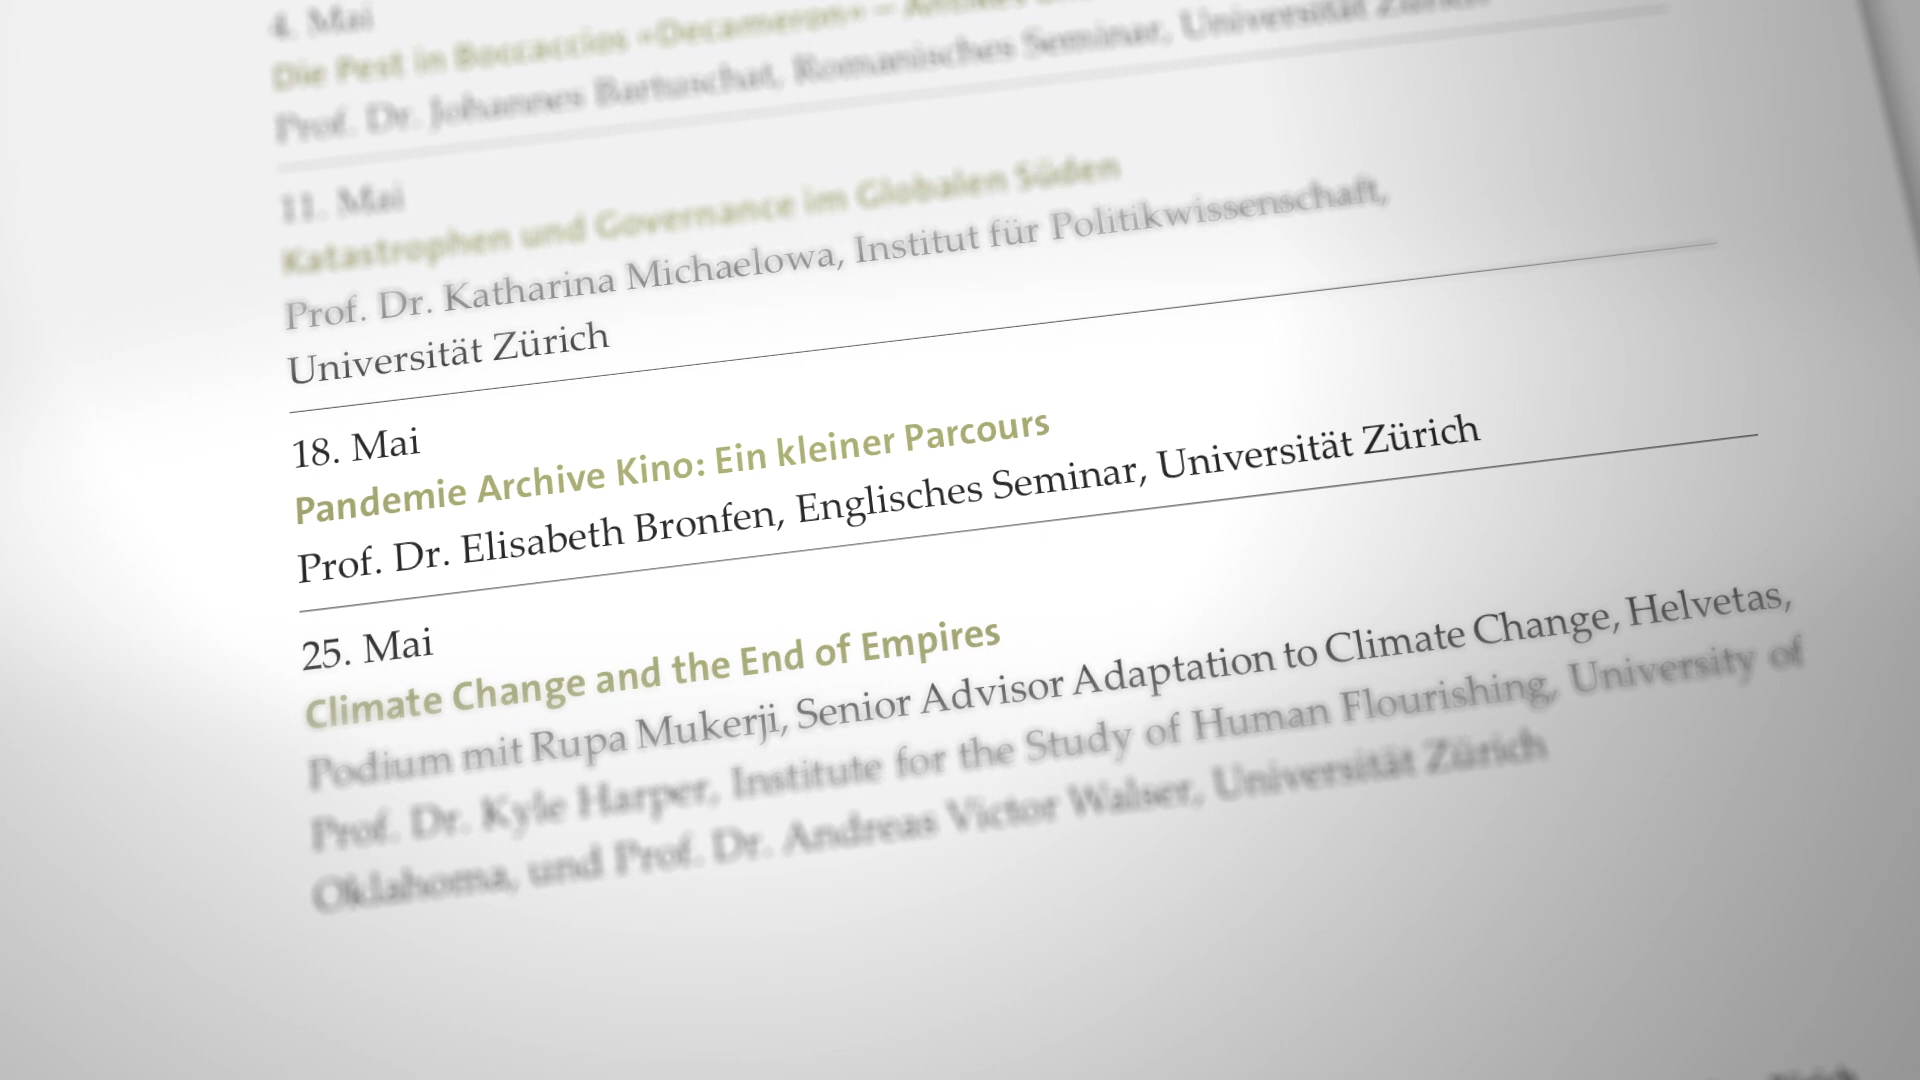 4. Mai
Die Pest in Boccaccios «Decameron» –
Prof. Dr. Johannes Bartuschat, Romanisches Seminar, Universität Zürich
11. Mai
Katastrophen und Governance im Globalen Süden
Prof. Dr. Katharina Michaelowa, Institut für Politikwissenschaft,
Universität Zürich
18. Mai
Pandemie Archive Kino: Ein kleiner Parcours
Prof. Dr. Elisabeth Bronfen, Englisches Seminar, Universität Zürich
25. Mai
Climate Change and the End of Empires
Podium mit Rupa Mukerji, Senior Advisor Adaptation to Climate Change, Helvetas,
Prof. Dr. Kyle Harper, Institute for the Study of Human Flourishing, University of
Oklahoma, und Prof. Dr. Andreas Victor Walser, Universität Zürich